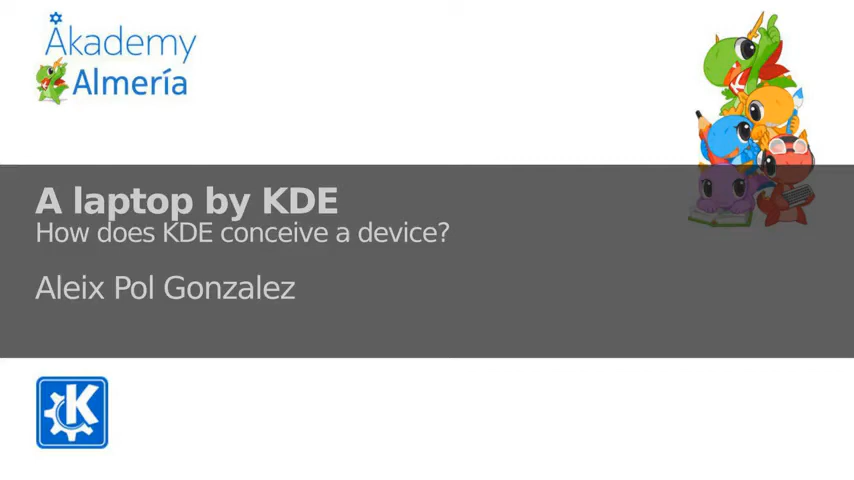 Akademy
Almería
A laptop by KDE
How does KDE conceive a device?
Aleix Pol Gonzalez
K